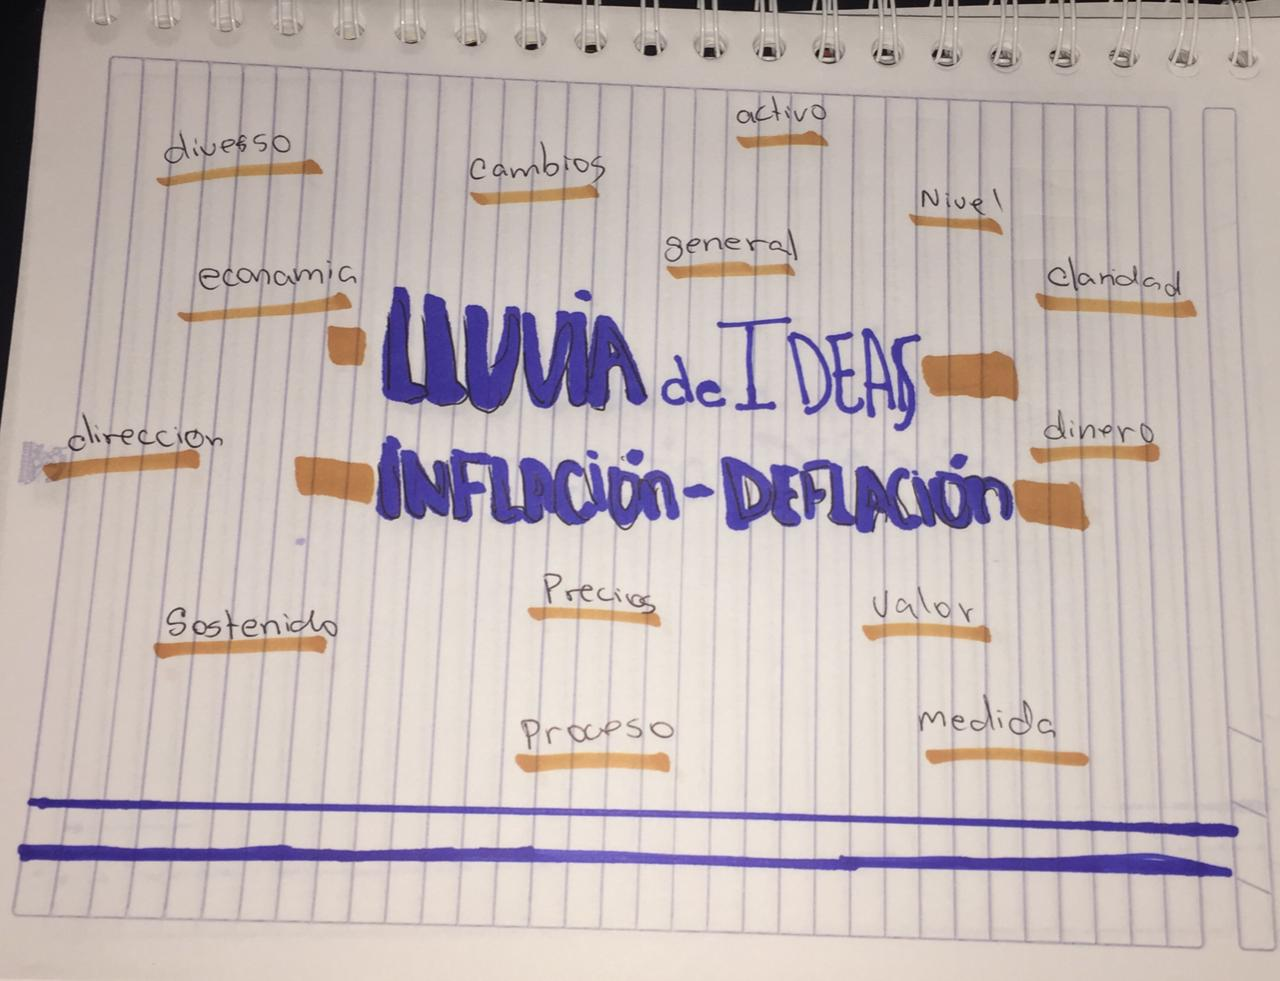 activo
diverso
cambios
Nivel
general
economia
claridad
LLUVIA de IDEAS
direccion
dinero
INFLACIÓN - DEFLACIÓN
Precios
valor
Sostenido
medida
Proceso